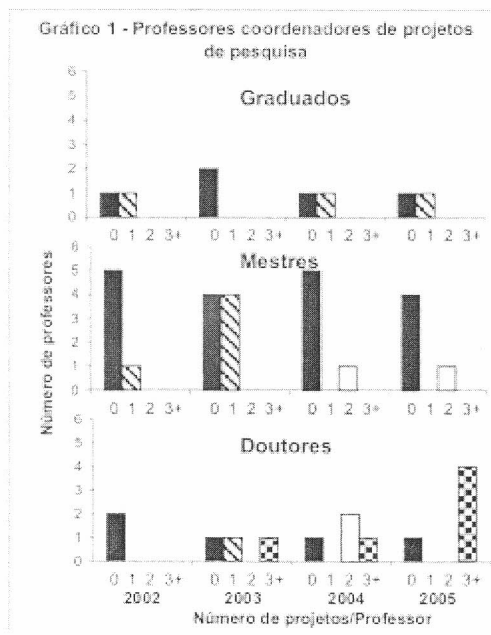 Gráfico 1 - Professores coordenadores de projetos
de pesquisa
Graduados
6
5
4
3
2
1
0
0 1 2 3+ 0 1 2 3+ 0 1 2 3+ 0 1 2 3+
Mestres
Número de professores
6
5
4
3
2
1
0
0 1 2 3+ 0 1 2 3+ 0 1 2 3+ 0 1 2 3+
Doutores
6
5
4
3
2
1
0
0 1 2 3+ 0 1 2 3+ 0 1 2 3+ 0 1 2 3+
2002 2003 2004 2005
Número de projetos/Professor